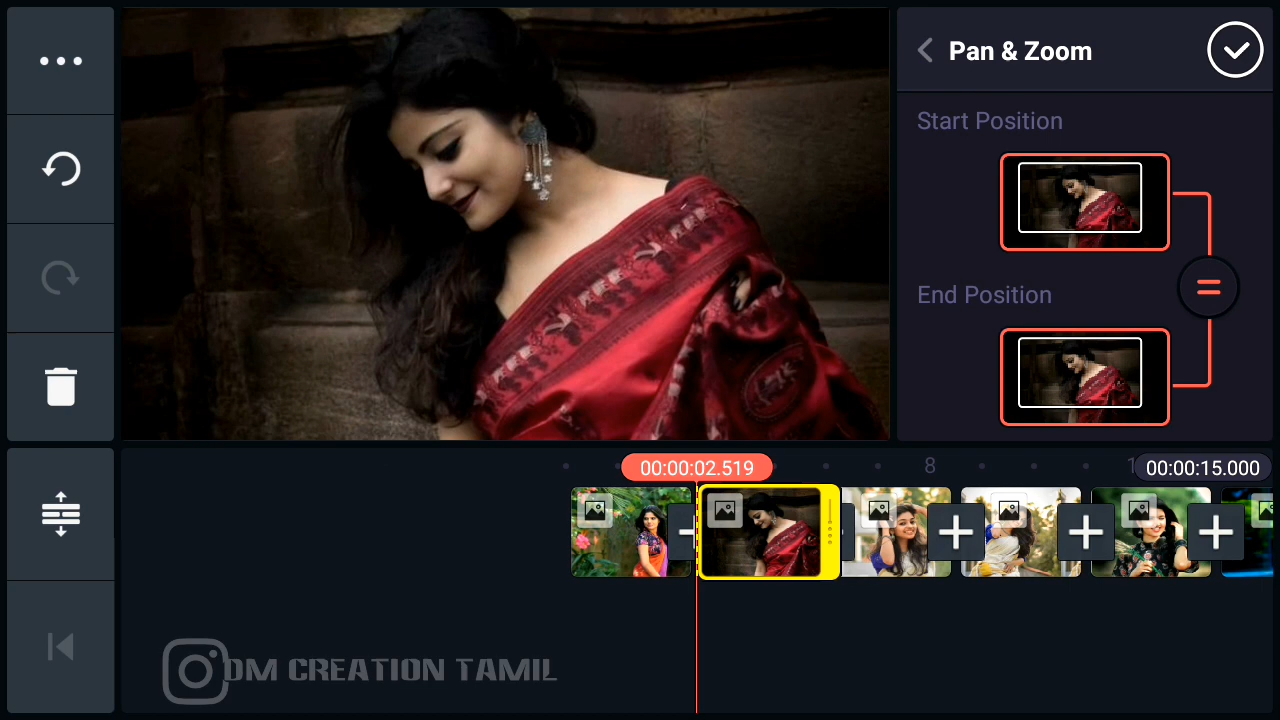 Pan & Zoom
Start Position
End Position
00:00:02.519
8
00:00:15.000
DM CREATION TAMIL